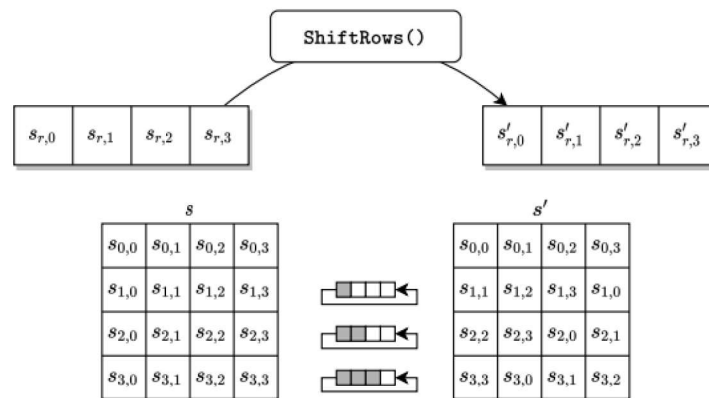 ShiftRows()
s_{r,0} s_{r,1} s_{r,2} s_{r,3} s'_{r,0} s'_{r,1} s'_{r,2} s'_{r,3}
s s'
s_{0,0} s_{0,1} s_{0,2} s_{0,3} s_{0,0} s_{0,1} s_{0,2} s_{0,3}
s_{1,0} s_{1,1} s_{1,2} s_{1,3} s_{1,1} s_{1,2} s_{1,3} s_{1,0}
s_{2,0} s_{2,1} s_{2,2} s_{2,3} s_{2,2} s_{2,3} s_{2,0} s_{2,1}
s_{3,0} s_{3,1} s_{3,2} s_{3,3} s_{3,3} s_{3,0} s_{3,1} s_{3,2}